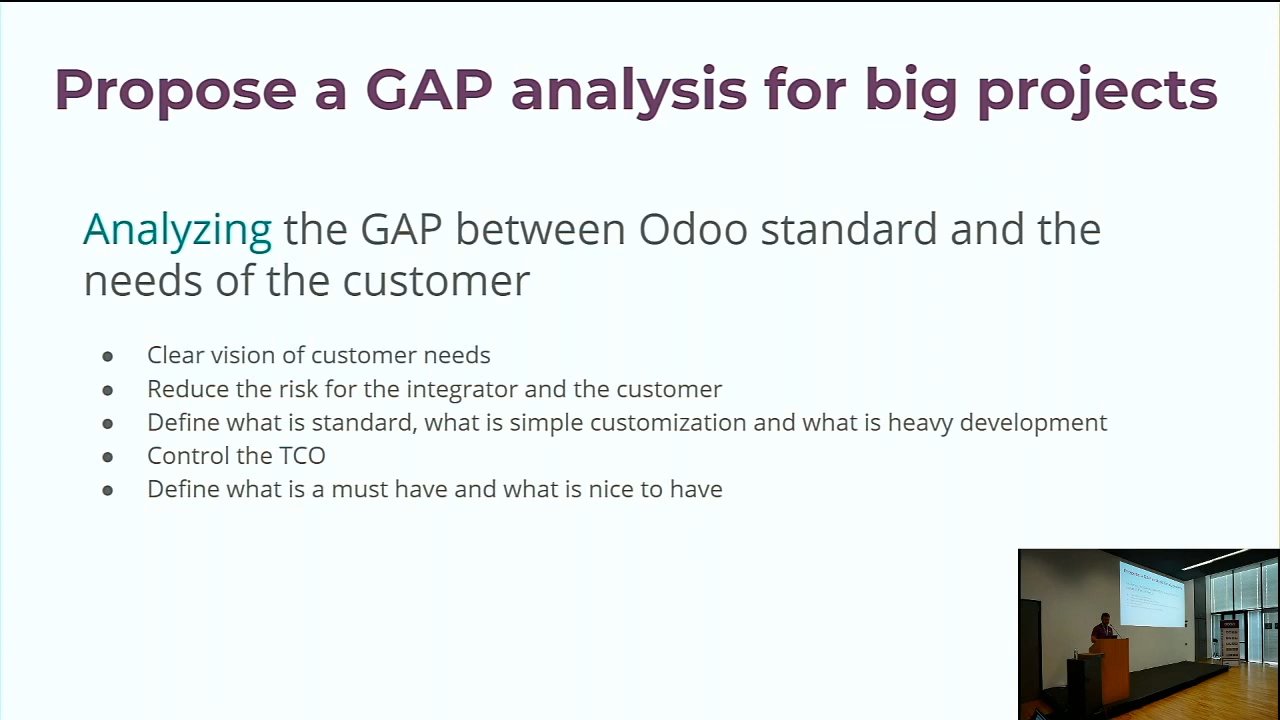 Propose a GAP analysis for big projects
Analyzing the GAP between Odoo standard and the
needs of the customer
● Clear vision of customer needs
● Reduce the risk for the integrator and the customer
● Define what is standard, what is simple customization and what is heavy development
● Control the TCO
● Define what is a must have and what is nice to have